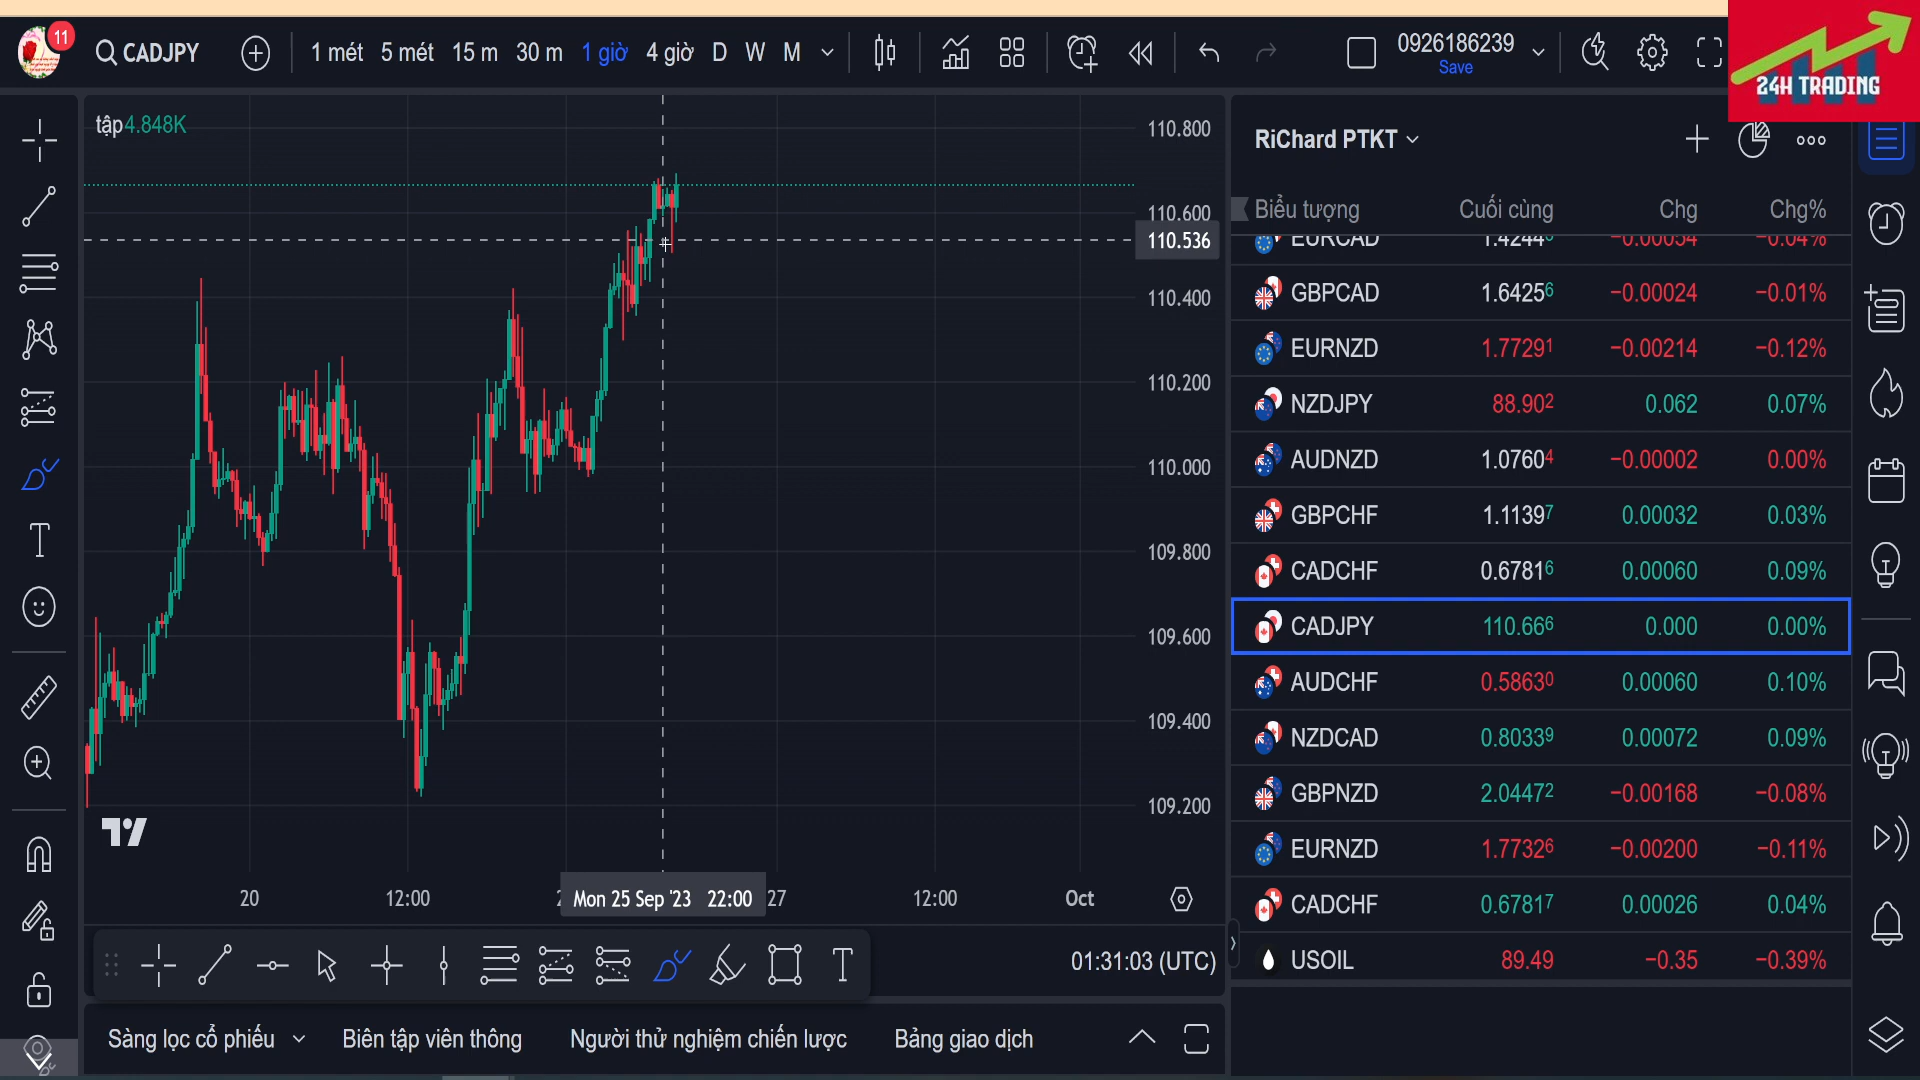 11
CADJPY
1 mét 5 mét 15 m 30 m 1 giờ 4 giờ D W M
0926186239
Save
24H TRADING
tập4.848K
110.800
110.600
110.536
110.400
110.200
110.000
109.800
109.600
109.400
109.200
20 12:00 Mon 25 Sep '23 22:00 27 12:00 Oct
01:31:03 (UTC)
Sàng lọc cổ phiếu Biên tập viên thông Người thử nghiệm chiến lược Bảng giao dịch
RiChard PTKT
Biểu tượng Cuối cùng Chg Chg%
EURCAD 1.42446 −0.00054 −0.04%
GBPCAD 1.64256 −0.00024 −0.01%
EURNZD 1.77291 −0.00214 −0.12%
NZDJPY 88.902 0.062 0.07%
AUDNZD 1.07604 −0.00002 0.00%
GBPCHF 1.11397 0.00032 0.03%
CADCHF 0.67816 0.00060 0.09%
CADJPY 110.666 0.000 0.00%
AUDCHF 0.58630 0.00060 0.10%
NZDCAD 0.80339 0.00072 0.09%
GBPNZD 2.04472 −0.00168 −0.08%
EURNZD 1.77326 −0.00200 −0.11%
CADCHF 0.67817 0.00026 0.04%
USOIL 89.49 −0.35 −0.39%